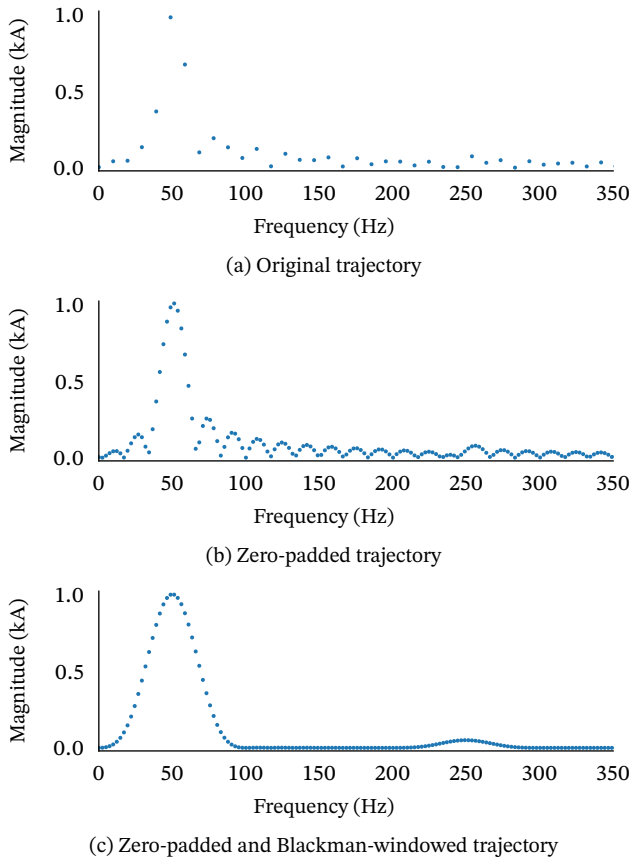 Magnitude (kA)
1.0
0.5
0.0
0 50 100 150 200 250 300 350
Frequency (Hz)
(a) Original trajectory
Magnitude (kA)
1.0
0.5
0.0
0 50 100 150 200 250 300 350
Frequency (Hz)
(b) Zero-padded trajectory
Magnitude (kA)
1.0
0.5
0.0
0 50 100 150 200 250 300 350
Frequency (Hz)
(c) Zero-padded and Blackman-windowed trajectory